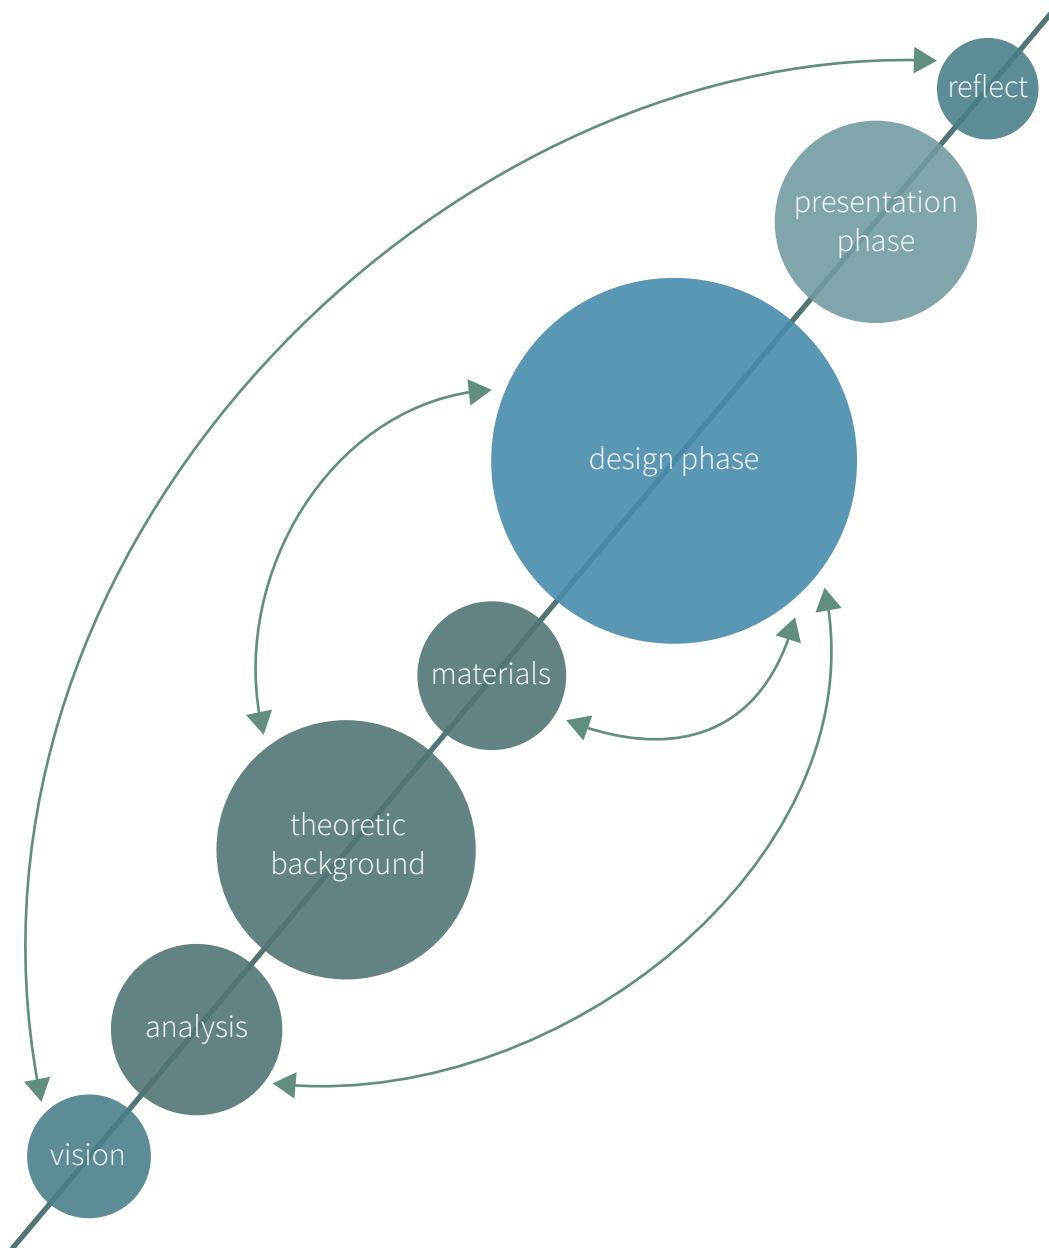 reflect
presentation
phase
design phase
materials
theoretic
background
analysis
vision